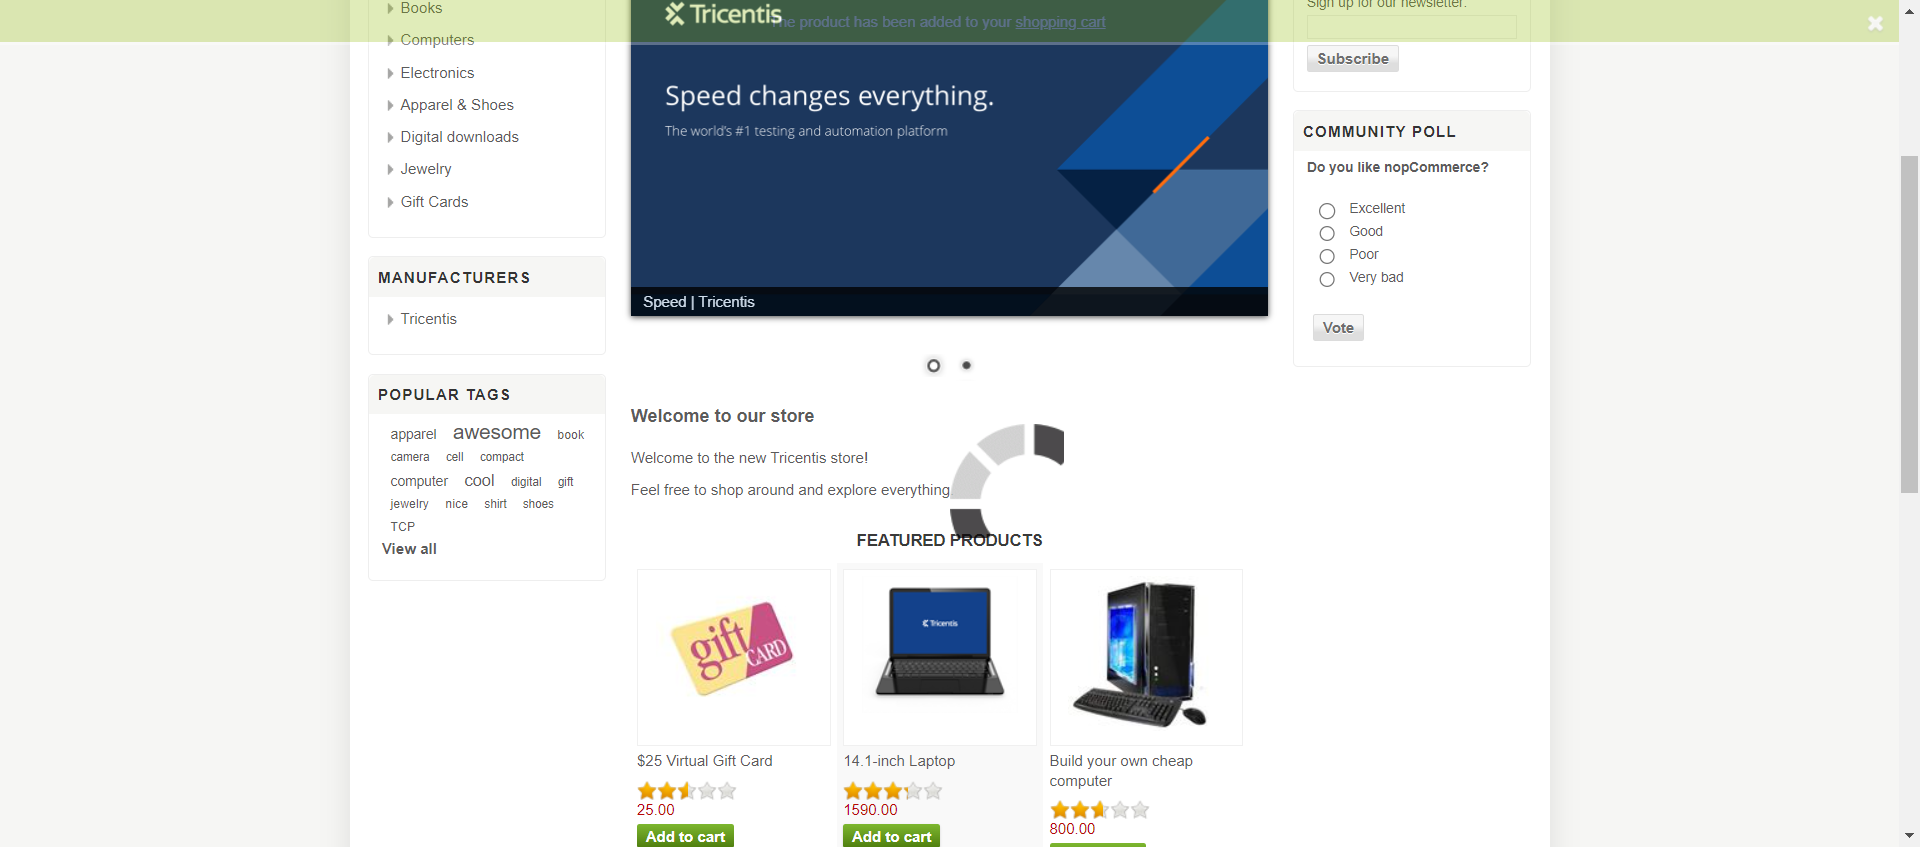 The product has been added to your shopping cart
Books
Computers
Electronics
Apparel & Shoes
Digital downloads
Jewelry
Gift Cards
MANUFACTURERS
Tricentis
POPULAR TAGS
apparel awesome book
camera cell compact
computer cool digital gift
jewelry nice shirt shoes
TCP
View all
Tricentis
Speed changes everything.
The world's #1 testing and automation platform
Speed | Tricentis
Welcome to our store
Welcome to the new Tricentis store!
Feel free to shop around and explore everything
FEATURED PRODUCTS
gift CARD
Tricentis
$25 Virtual Gift Card
25.00
Add to cart
14.1-inch Laptop
1590.00
Add to cart
Build your own cheap
computer
800.00
Sign up for our newsletter:
Subscribe
COMMUNITY POLL
Do you like nopCommerce?
Excellent
Good
Poor
Very bad
Vote